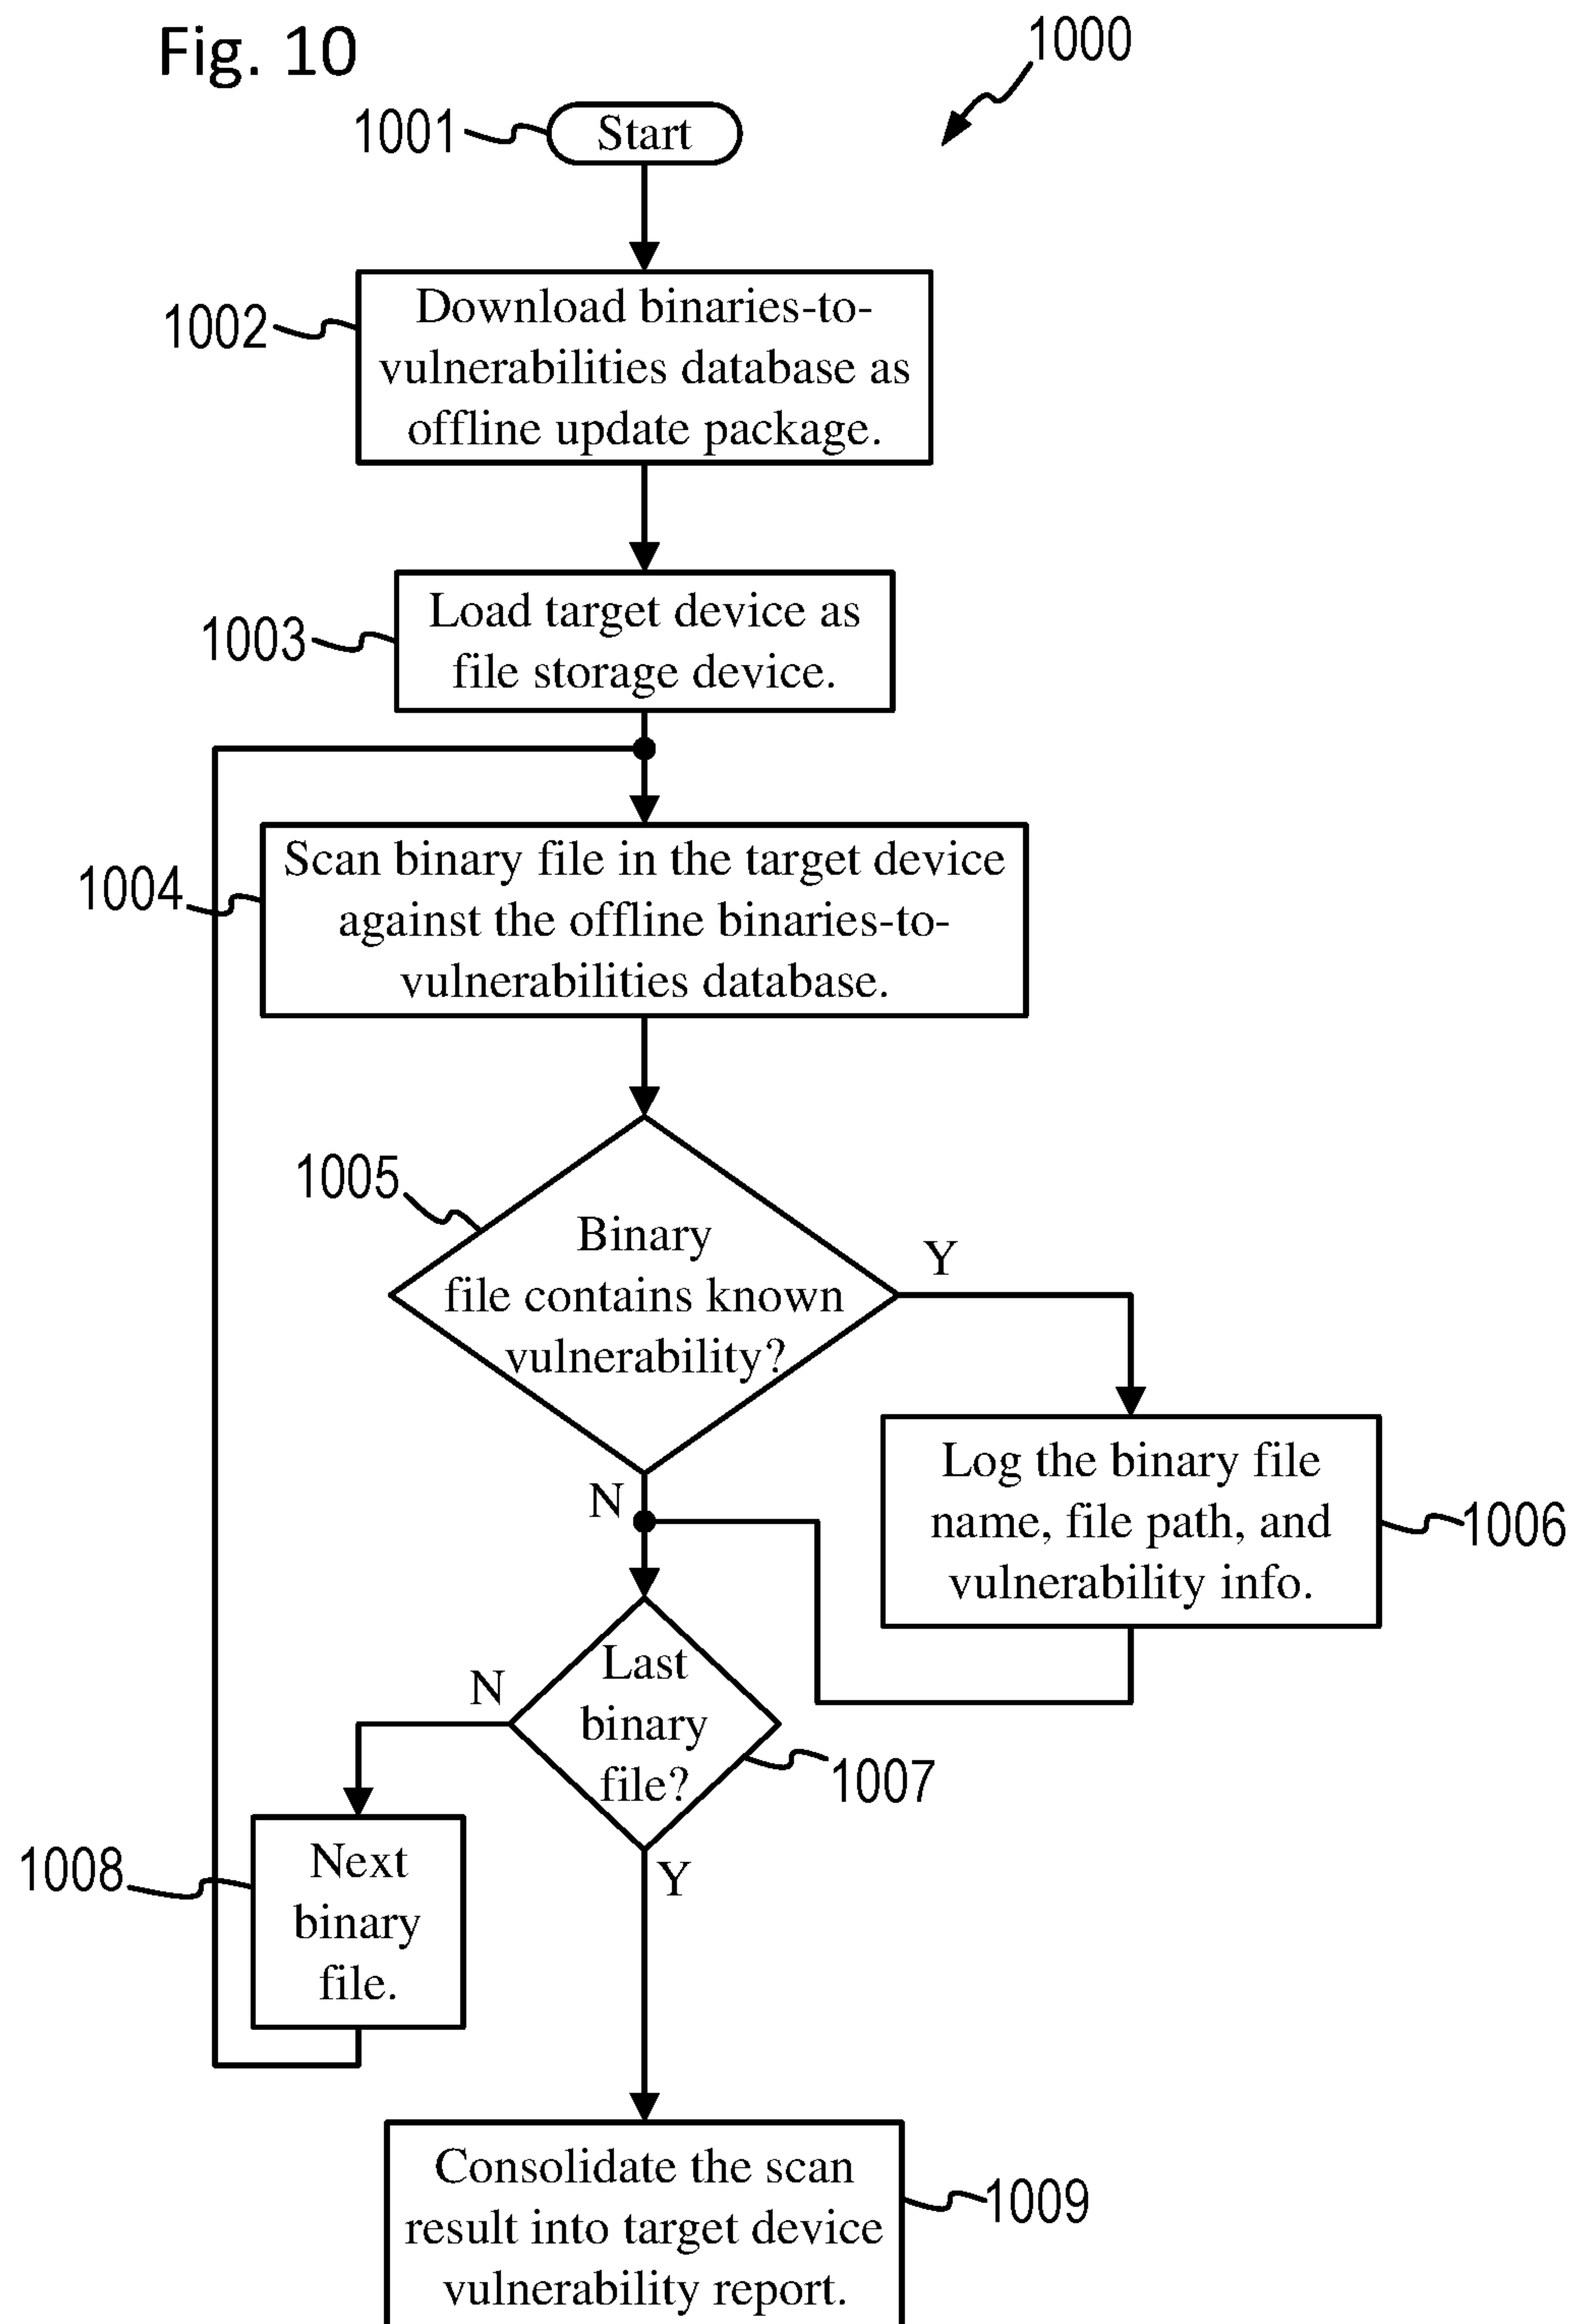 Fig. 10
1000
1001
Start
1002
Download binaries-to-
vulnerabilities database as
offline update package.
1003
Load target device as
file storage device.
1004
Scan binary file in the target device
against the offline binaries-to-
vulnerabilities database.
1005
Binary
file contains known
vulnerability?
Y
N
Log the binary file
name, file path, and
vulnerability info.
1006
Last
binary
file?
N
1007
Y
1008
Next
binary
file.
Consolidate the scan
result into target device
vulnerability report.
1009